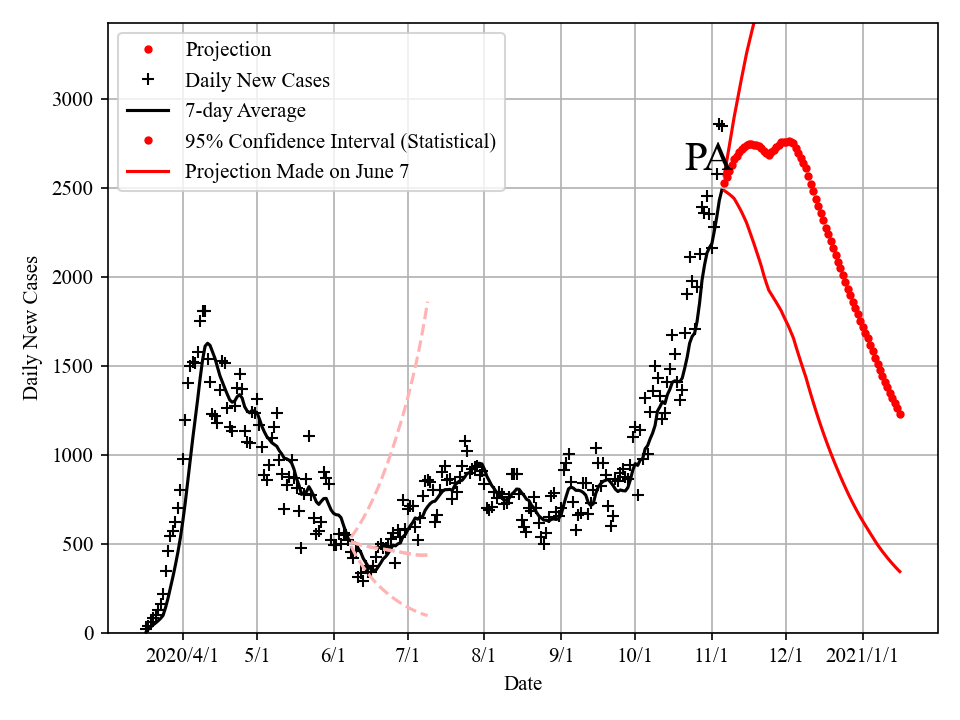 Projection
Daily New Cases
7-day Average
95% Confidence Interval (Statistical)
Projection Made on June 7
PA
Daily New Cases
3000
2500
2000
1500
1000
500
0
2020/4/1 5/1 6/1 7/1 8/1 9/1 10/1 11/1 12/1 2021/1/1
Date